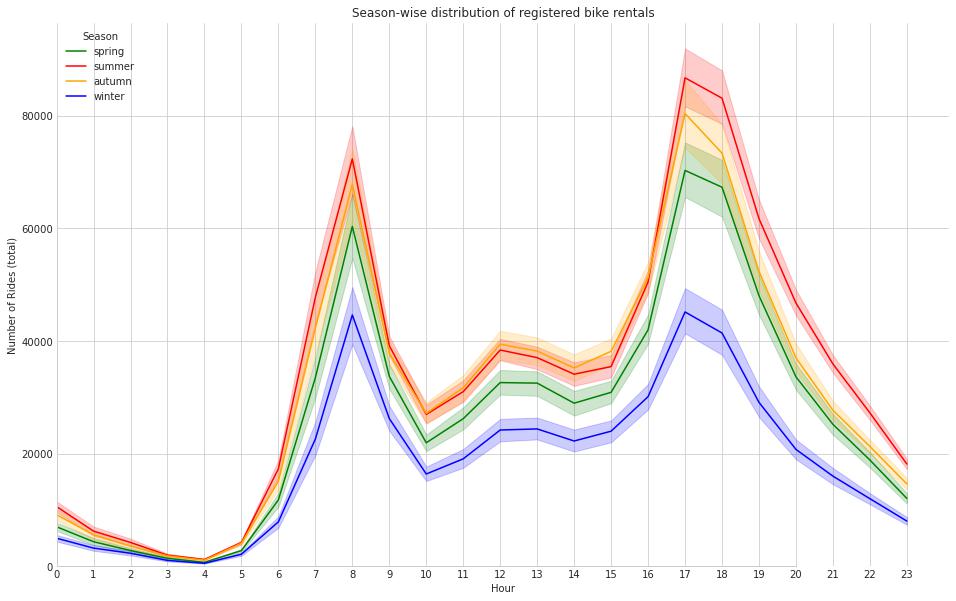 Season-wise distribution of registered bike rentals
Season
spring
summer
autumn
winter
Number of Rides (total)
80000
60000
40000
20000
0
0 1 2 3 4 5 6 7 8 9 10 11 12 13 14 15 16 17 18 19 20 21 22 23
Hour